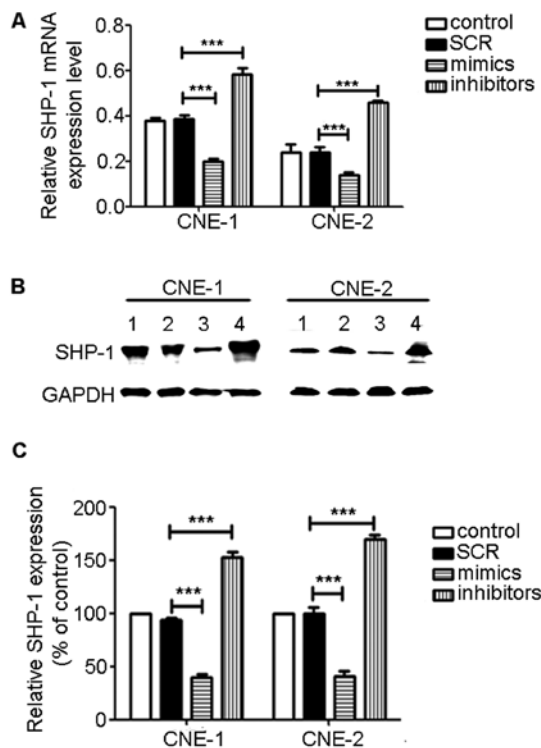 A
Relative SHP-1 mRNA
expression level
0.8
0.6
0.4
0.2
0.0
***
***
***
***
CNE-1
CNE-2
control
SCR
mimics
inhibitors
B
CNE-1
CNE-2
1 2 3 4
1 2 3 4
SHP-1
GAPDH
C
Relative SHP-1 expression
(% of control)
200
150
100
50
0
***
***
***
***
CNE-1
CNE-2
control
SCR
mimics
inhibitors